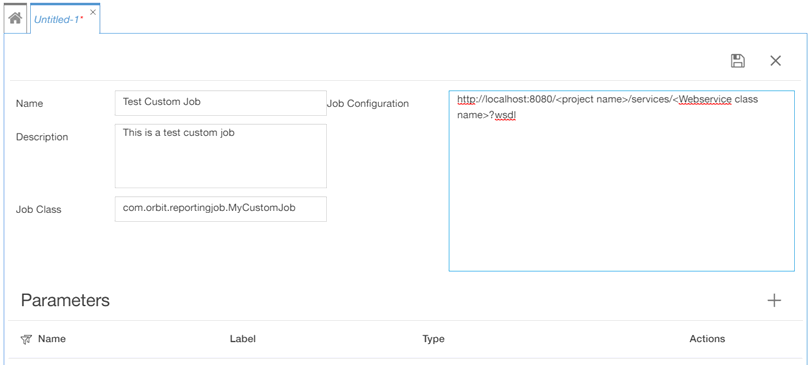 Untitled-1*
Name
Test Custom Job
Job Configuration
http://localhost:8080/<project name>/services/<Webservice class
name>?wsdl
Description
This is a test custom job
Job Class
com.orbit.reportingjob.MyCustomJob
Parameters
Name Label Type Actions